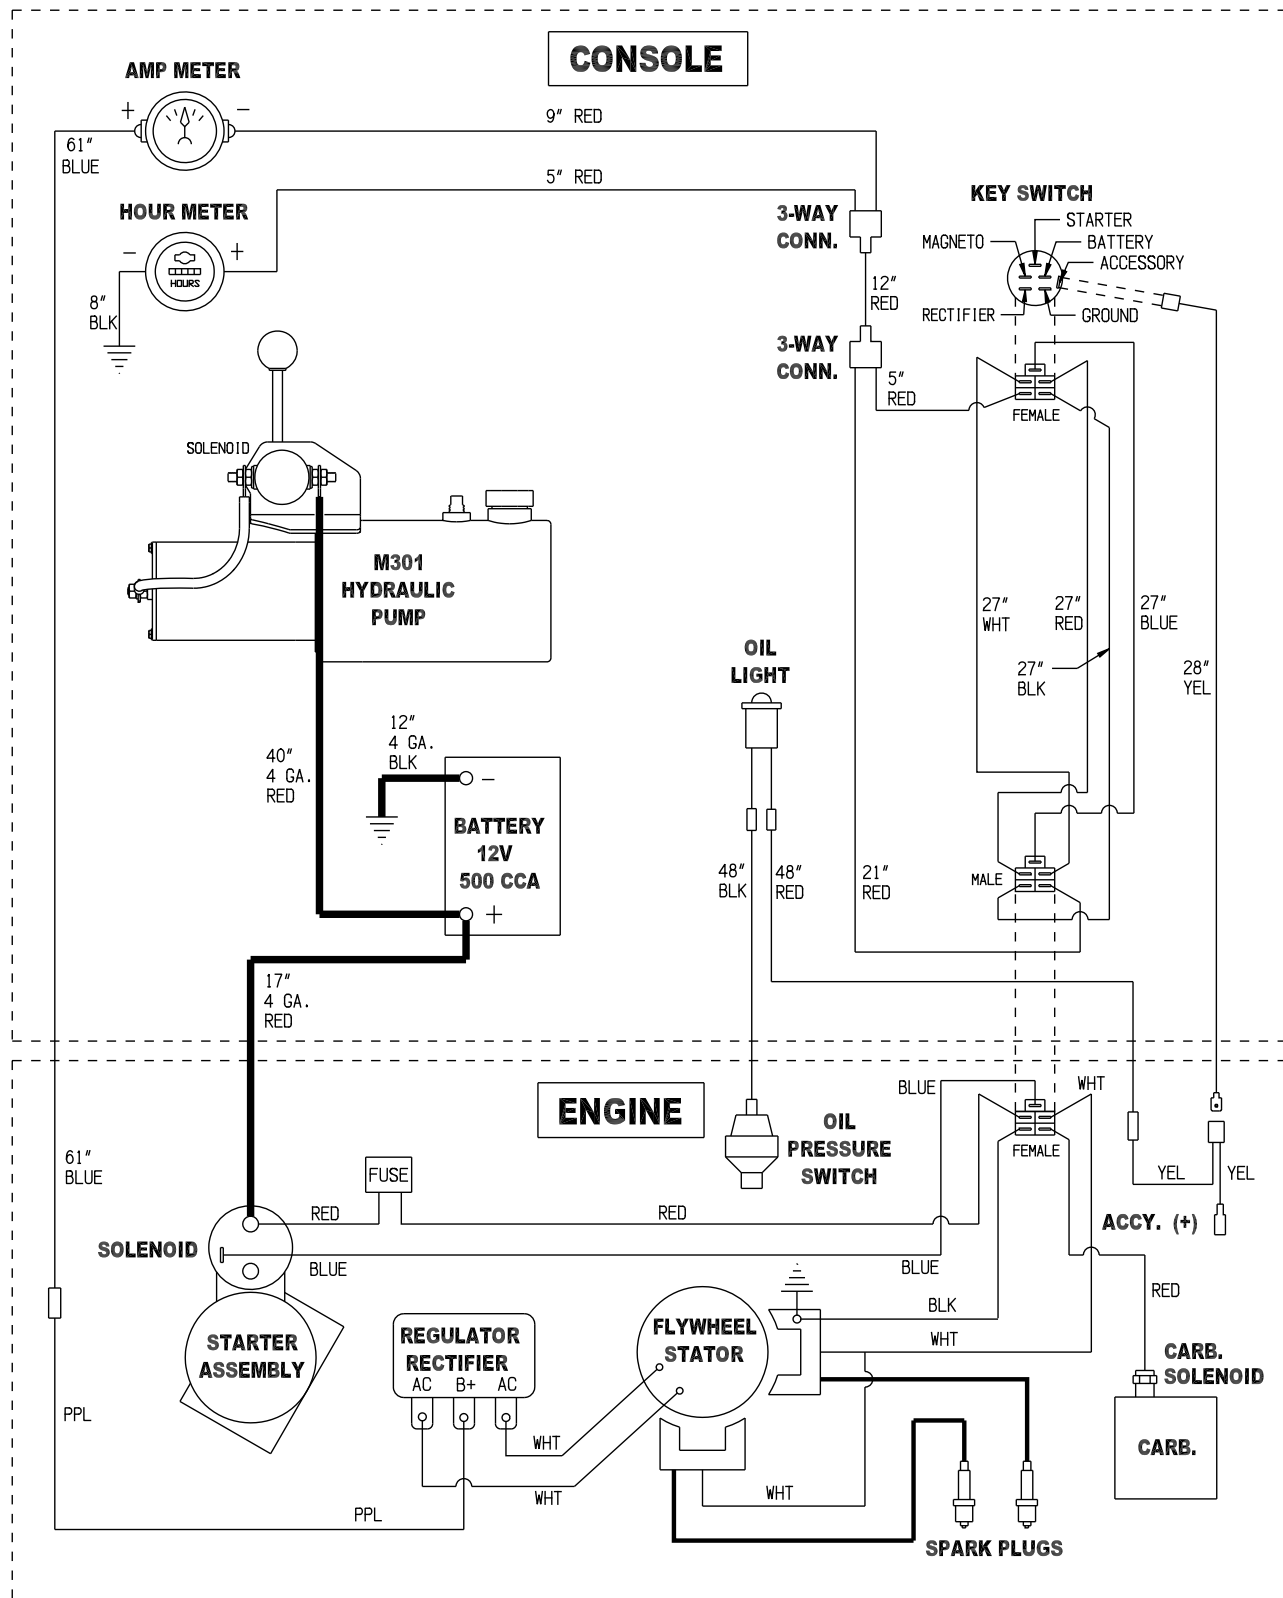 CONSOLE
AMP METER
+
−
9″ RED
61″
BLUE
5″ RED
HOUR METER
−
+
HOURS
8″
BLK
3-WAY
CONN.
12″
RED
3-WAY
CONN.
5″
RED
KEY SWITCH
STARTER
MAGNETO
BATTERY
ACCESSORY
RECTIFIER
GROUND
FEMALE
SOLENOID
M301
HYDRAULIC
PUMP
27″
WHT
27″
RED
27″
BLUE
27″
BLK
28″
YEL
OIL
LIGHT
12″
4 GA.
BLK
40″
4 GA.
RED
−
BATTERY
12V
500 CCA
+
48″
BLK
48″
RED
21″
RED
MALE
17″
4 GA.
RED
ENGINE
BLUE
WHT
OIL
PRESSURE
SWITCH
FEMALE
61″
BLUE
FUSE
YEL
YEL
RED
RED
ACCY. (+)
SOLENOID
BLUE
BLUE
RED
BLK
WHT
STARTER
ASSEMBLY
REGULATOR
RECTIFIER
AC
B+
AC
FLYWHEEL
STATOR
CARB.
SOLENOID
PPL
WHT
CARB.
WHT
WHT
PPL
SPARK PLUGS